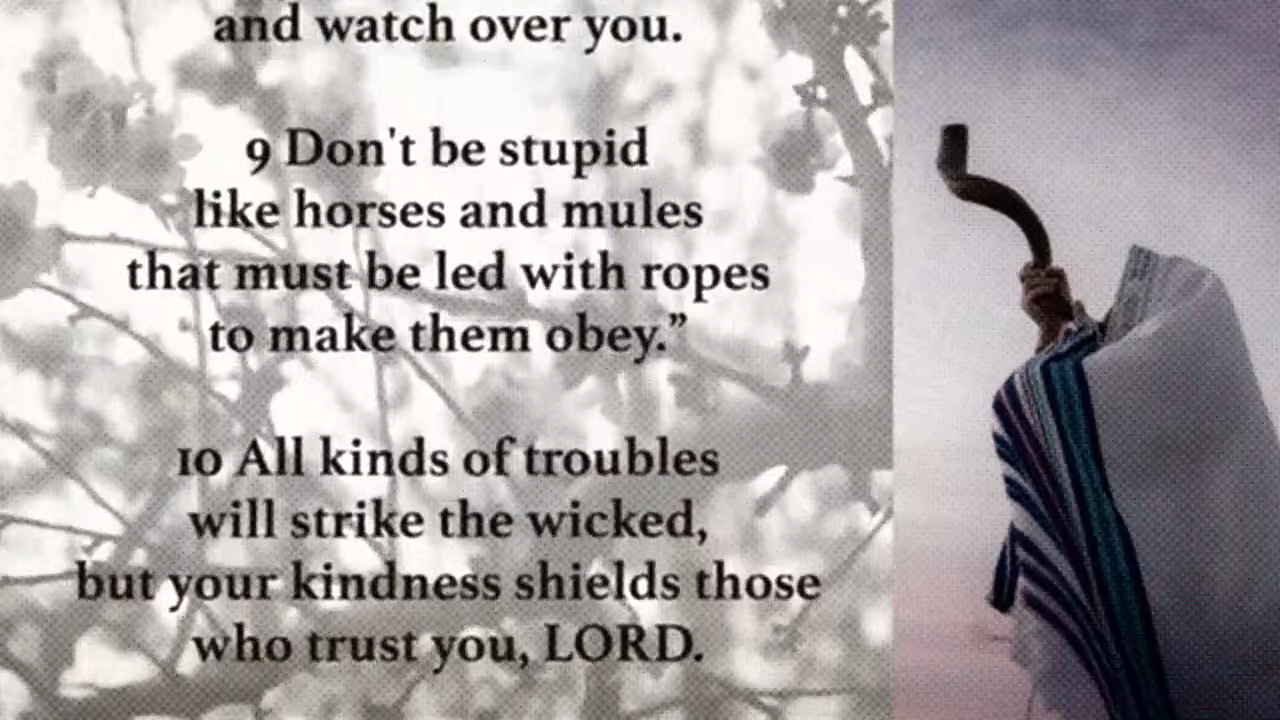 and watch over you.
9 Don't be stupid
like horses and mules
that must be led with ropes
to make them obey.”
10 All kinds of troubles
will strike the wicked,
but your kindness shields those
who trust you, LORD.